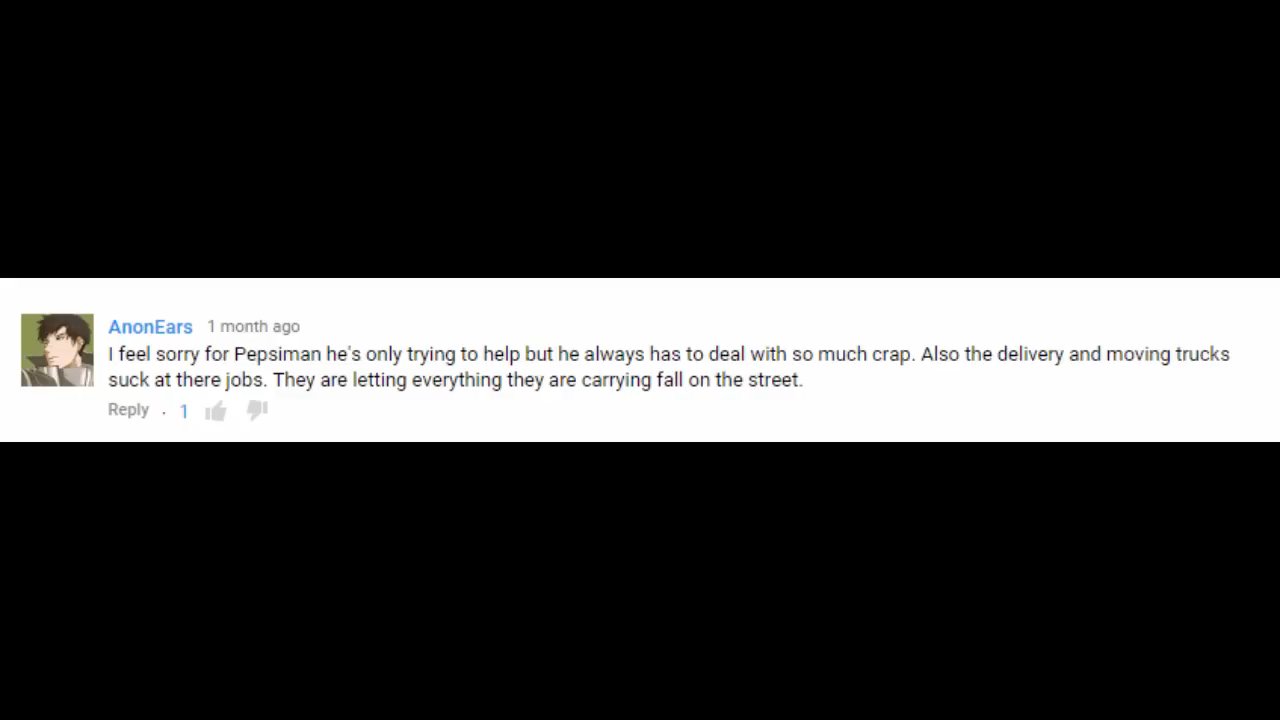 AnonEars 1 month ago
I feel sorry for Pepsiman he's only trying to help but he always has to deal with so much crap. Also the delivery and moving trucks
suck at there jobs. They are letting everything they are carrying fall on the street.
Reply · 1